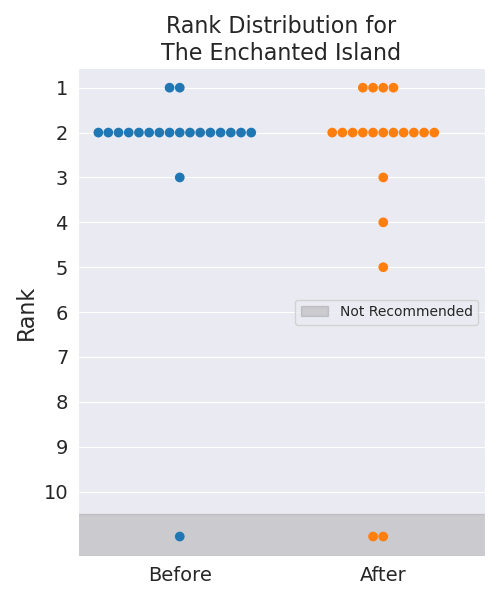 Rank Distribution for
The Enchanted Island
1
2
3
4
5
6
7
8
9
10
Rank
Not Recommended
Before
After